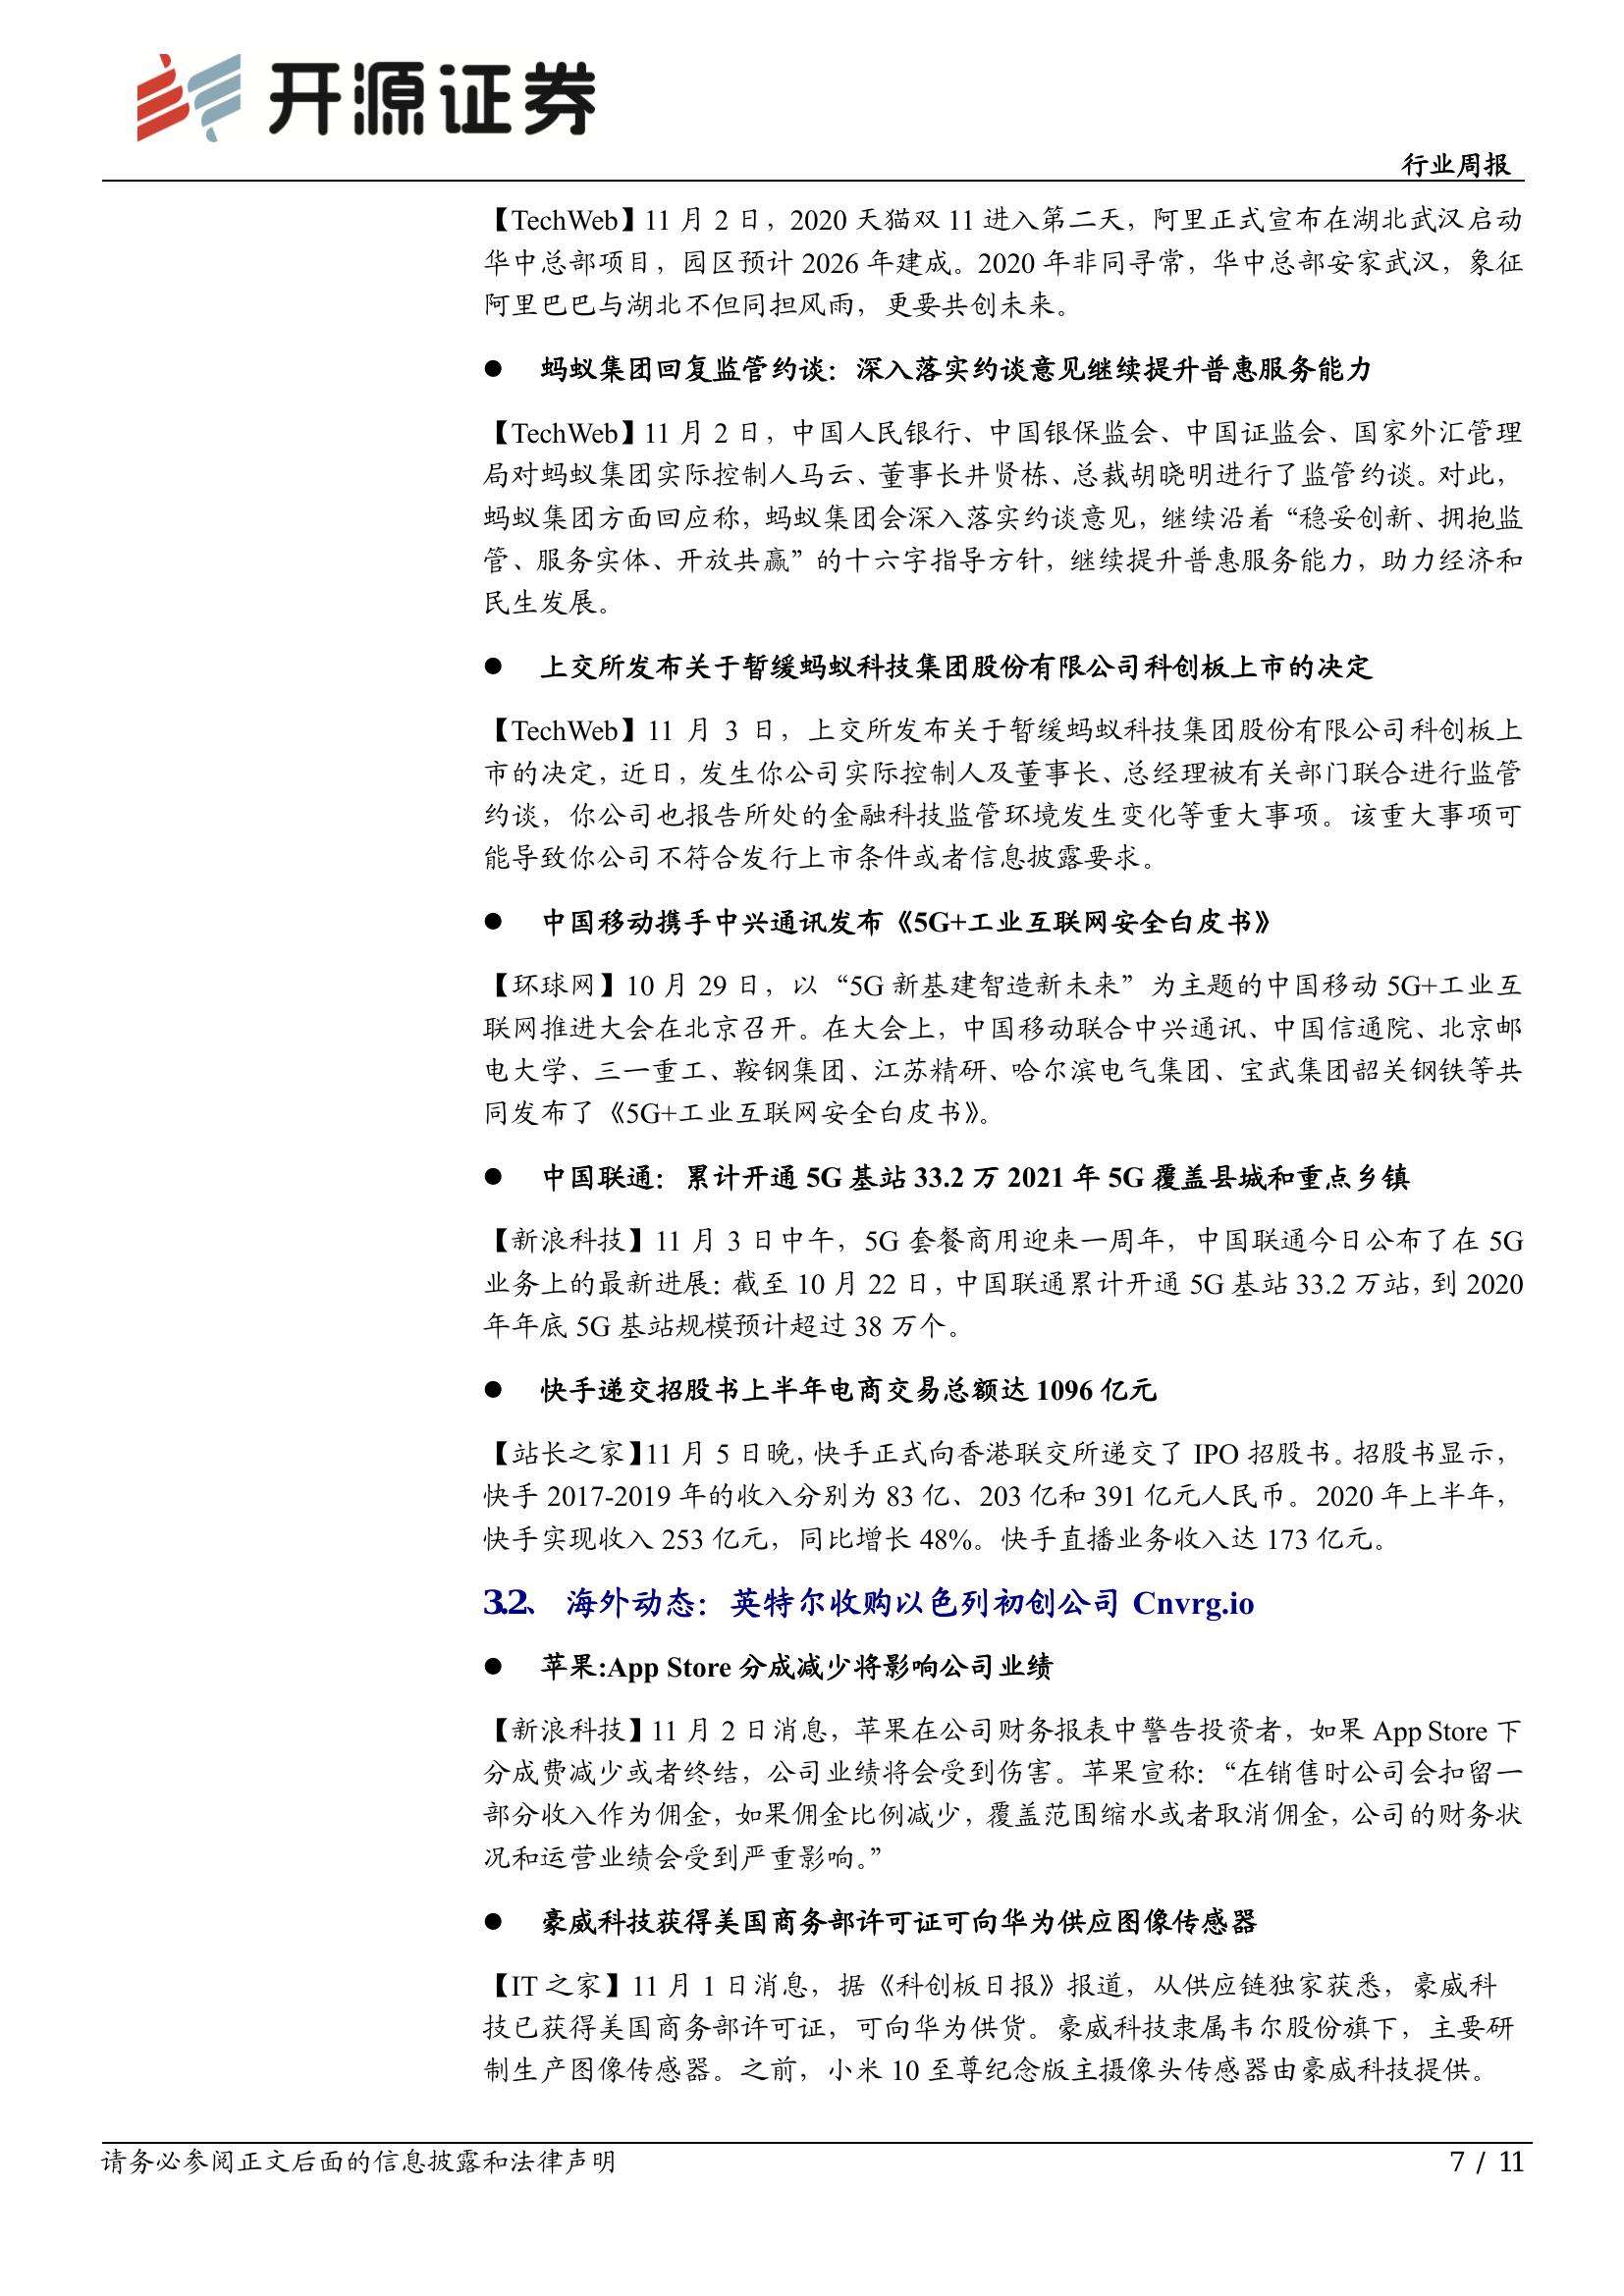 开源证券
行业周报
【TechWeb】11 月 2 日，2020 天猫双 11 进入第二天，阿里正式宣布在湖北武汉启动
华中总部项目，园区预计 2026 年建成。2020 年非同寻常，华中总部安家武汉，象征
阿里巴巴与湖北不但同担风雨，更要共创未来。
● 蚂蚁集团回复监管约谈：深入落实约谈意见继续提升普惠服务能力
【TechWeb】11 月 2 日，中国人民银行、中国银保监会、中国证监会、国家外汇管理
局对蚂蚁集团实际控制人马云、董事长井贤栋、总裁胡晓明进行了监管约谈。对此，
蚂蚁集团方面回应称，蚂蚁集团会深入落实约谈意见，继续沿着“稳妥创新、拥抱监
管、服务实体、开放共赢”的十六字指导方针，继续提升普惠服务能力，助力经济和
民生发展。
● 上交所发布关于暂缓蚂蚁科技集团股份有限公司科创板上市的决定
【TechWeb】11 月 3 日，上交所发布关于暂缓蚂蚁科技集团股份有限公司科创板上
市的决定，近日，发生你公司实际控制人及董事长、总经理被有关部门联合进行监管
约谈，你公司也报告所处的金融科技监管环境发生变化等重大事项。该重大事项可
能导致你公司不符合发行上市条件或者信息披露要求。
● 中国移动携手中兴通讯发布《5G+工业互联网安全白皮书》
【环球网】10 月 29 日，以“5G 新基建智造新未来”为主题的中国移动 5G+工业互
联网推进大会在北京召开。在大会上，中国移动联合中兴通讯、中国信通院、北京邮
电大学、三一重工、鞍钢集团、江苏精研、哈尔滨电气集团、宝武集团韶关钢铁等共
同发布了《5G+工业互联网安全白皮书》。
● 中国联通：累计开通 5G 基站 33.2 万 2021 年 5G 覆盖县城和重点乡镇
【新浪科技】11 月 3 日中午，5G 套餐商用迎来一周年，中国联通今日公布了在 5G
业务上的最新进展：截至 10 月 22 日，中国联通累计开通 5G 基站 33.2 万站，到 2020
年年底 5G 基站规模预计超过 38 万个。
● 快手递交招股书上半年电商交易总额达 1096 亿元
【站长之家】11 月 5 日晚，快手正式向香港联交所递交了 IPO 招股书。招股书显示，
快手 2017-2019 年的收入分别为 83 亿、203 亿和 391 亿元人民币。2020 年上半年，
快手实现收入 253 亿元，同比增长 48%。快手直播业务收入达 173 亿元。
3.2、 海外动态：英特尔收购以色列初创公司 Cnvrg.io
● 苹果:App Store 分成减少将影响公司业绩
【新浪科技】11 月 2 日消息，苹果在公司财务报表中警告投资者，如果 App Store 下
分成费减少或者终结，公司业绩将会受到伤害。苹果宣称：“在销售时公司会扣留一
部分收入作为佣金，如果佣金比例减少，覆盖范围缩水或者取消佣金，公司的财务状
况和运营业绩会受到严重影响。”
● 豪威科技获得美国商务部许可证可向华为供应图像传感器
【IT 之家】11 月 1 日消息，据《科创板日报》报道，从供应链独家获悉，豪威科
技已获得美国商务部许可证，可向华为供货。豪威科技隶属韦尔股份旗下，主要研
制生产图像传感器。之前，小米 10 至尊纪念版主摄像头传感器由豪威科技提供。
请务必参阅正文后面的信息披露和法律声明
7 / 11